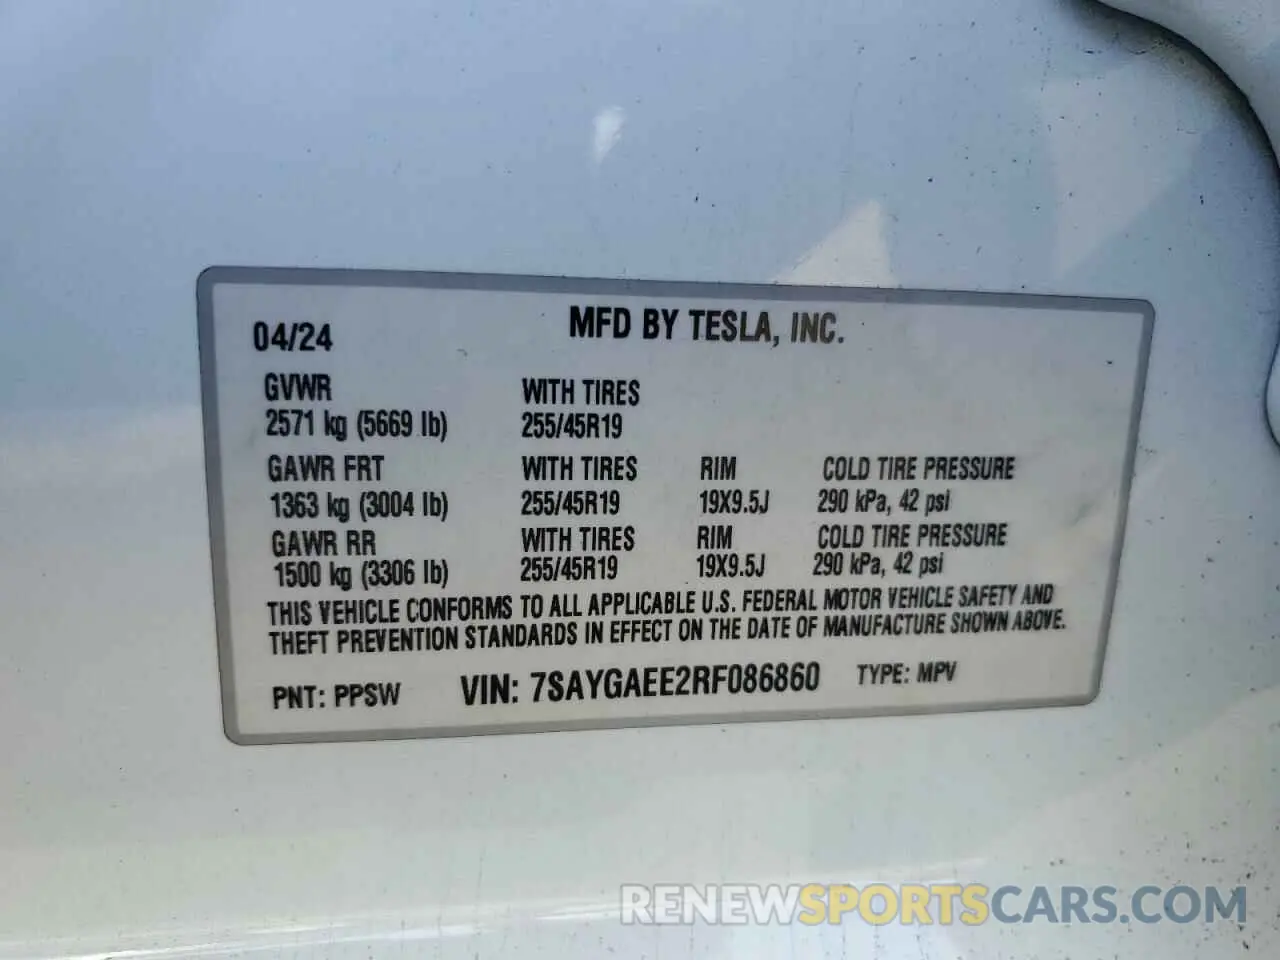 04/24 MFD BY TESLA, INC.
GVWR WITH TIRES
2571 kg (5669 lb) 255/45R19
GAWR FRT WITH TIRES RIM COLD TIRE PRESSURE
1363 kg (3004 lb) 255/45R19 19X9.5J 290 kPa, 42 psi
GAWR RR WITH TIRES RIM COLD TIRE PRESSURE
1500 kg (3306 lb) 255/45R19 19X9.5J 290 kPa, 42 psi
THIS VEHICLE CONFORMS TO ALL APPLICABLE U.S. FEDERAL MOTOR VEHICLE SAFETY AND
THEFT PREVENTION STANDARDS IN EFFECT ON THE DATE OF MANUFACTURE SHOWN ABOVE.
PNT: PPSW VIN: 7SAYGAEE2RF086860 TYPE: MPV
RENEWSPORTSCARS.COM